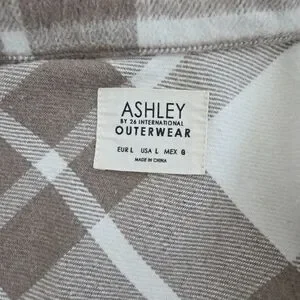 ASHLEY
BY 26 INTERNATIONAL
OUTERWEAR
EUR L USA L MEX G
MADE IN CHINA